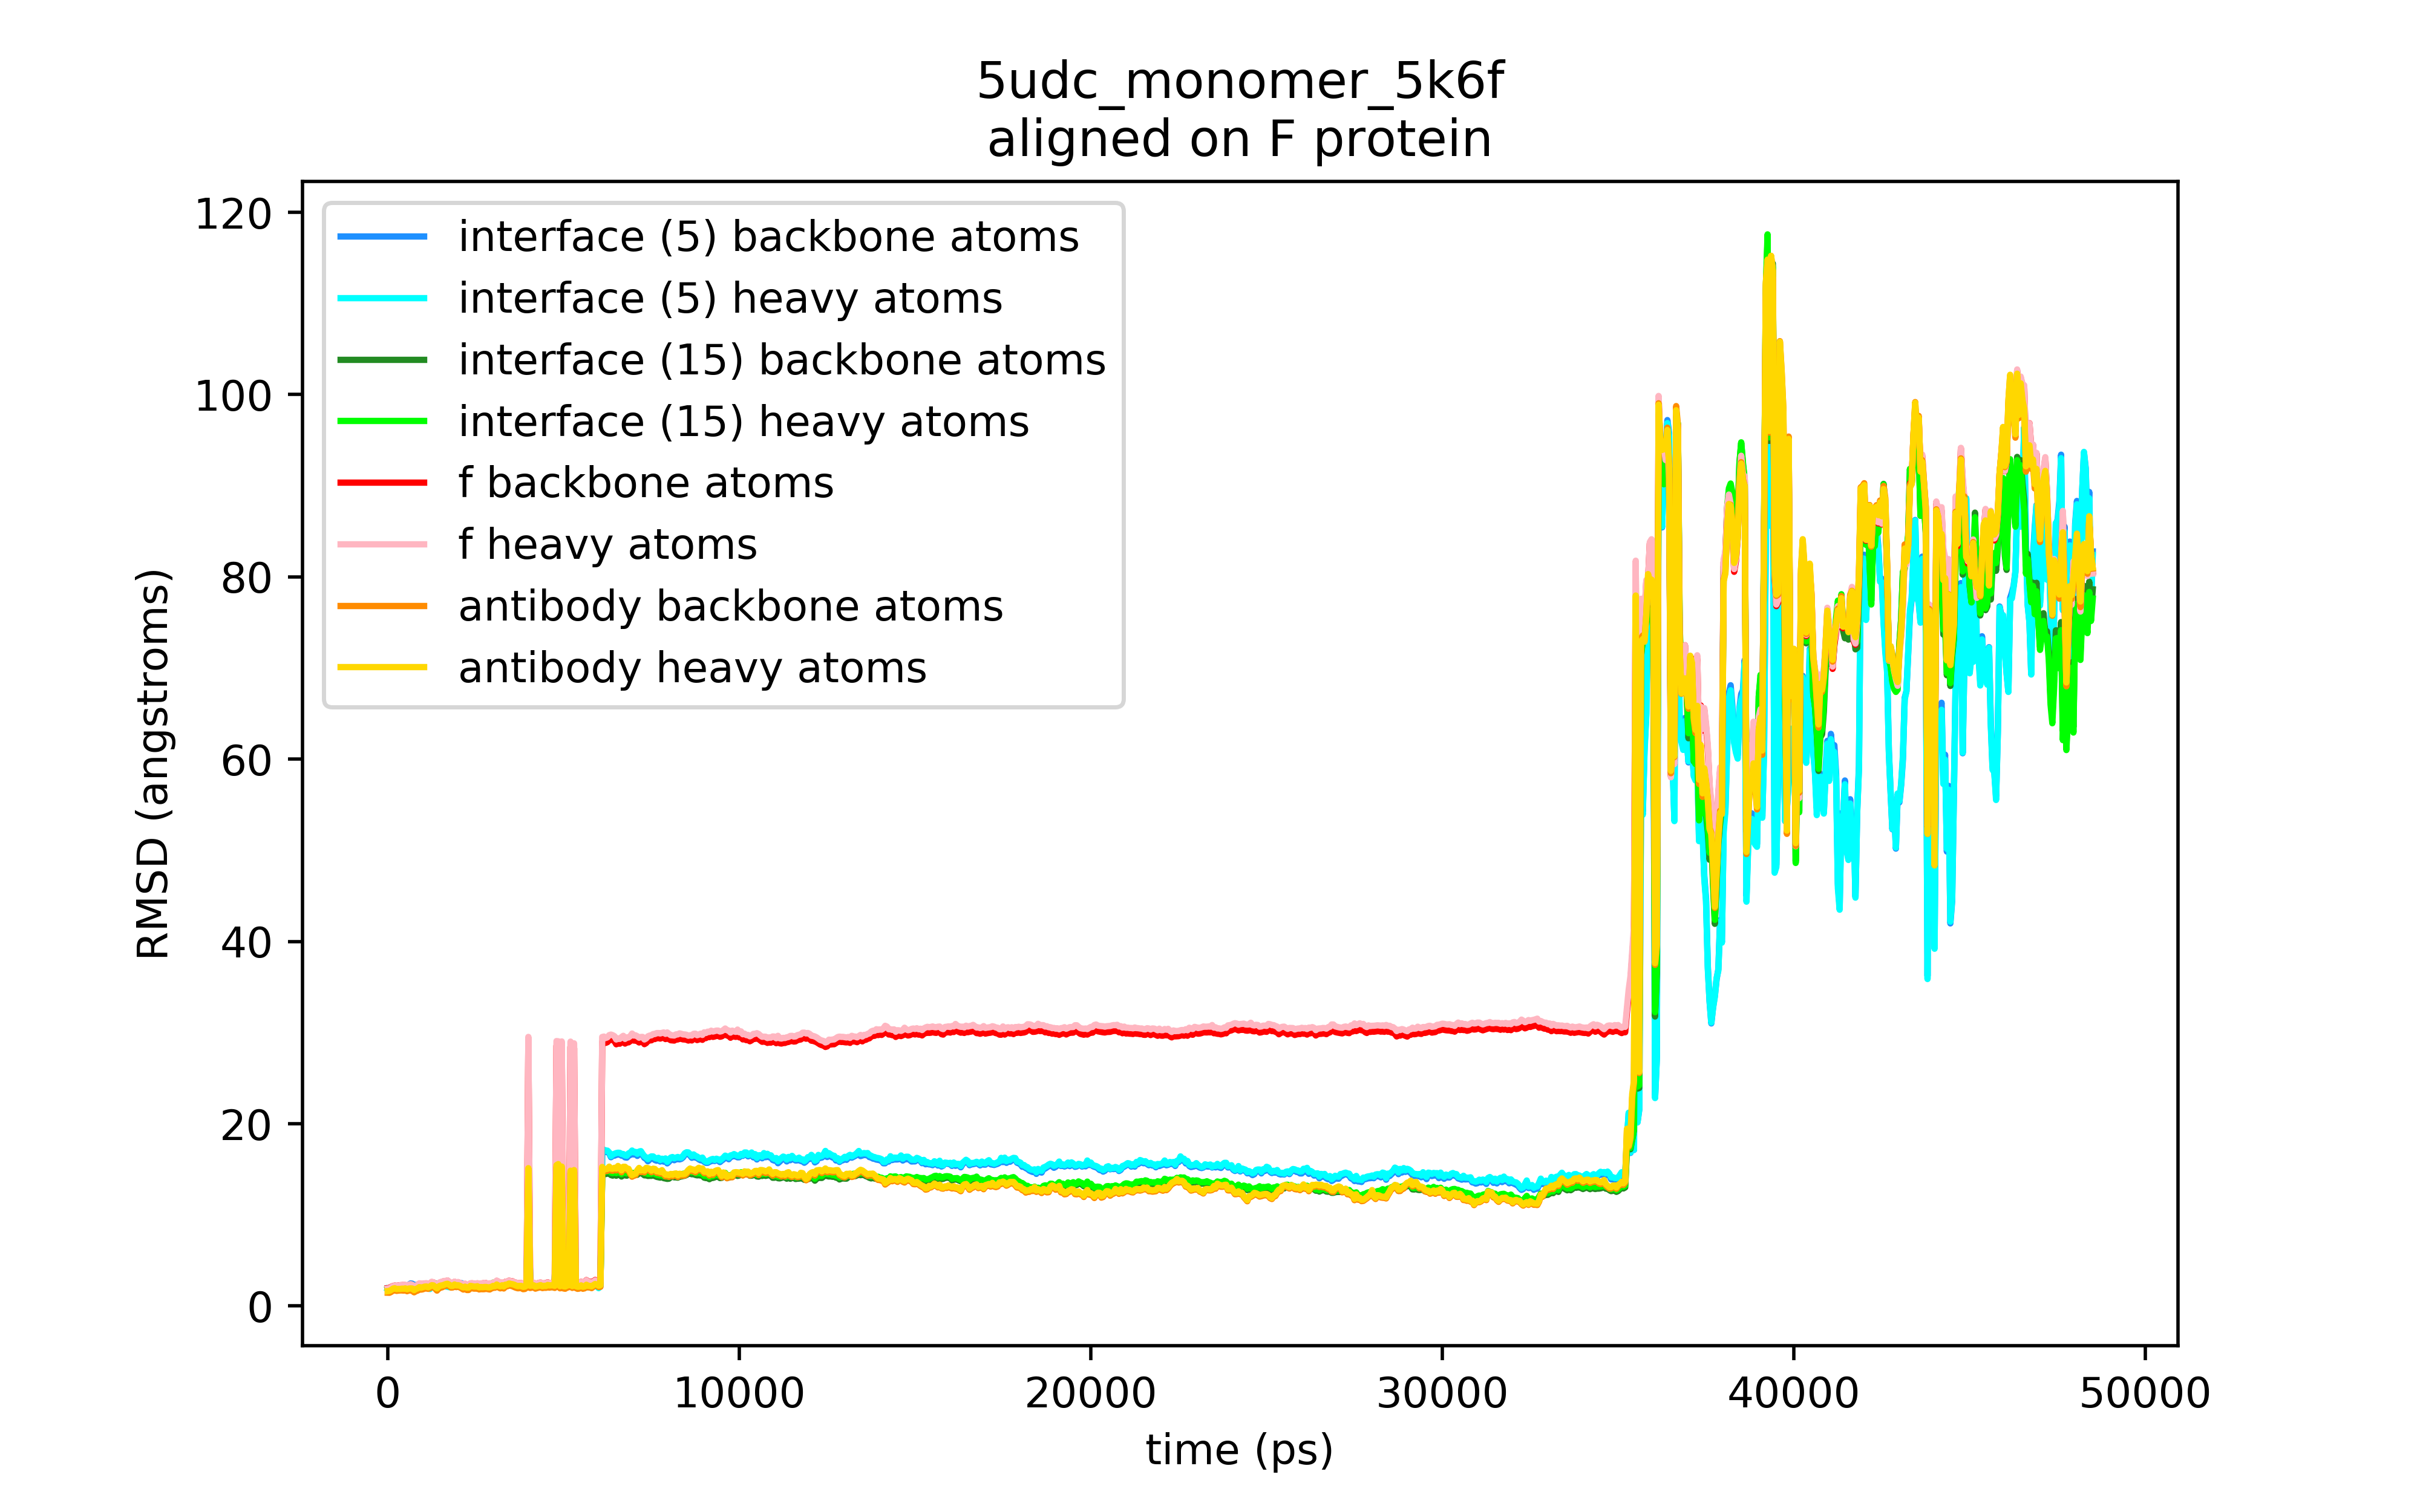 5udc_monomer_5k6f
aligned on F protein
120
100
80
60
40
20
0
RMSD (angstroms)
interface (5) backbone atoms
interface (5) heavy atoms
interface (15) backbone atoms
interface (15) heavy atoms
f backbone atoms
f heavy atoms
antibody backbone atoms
antibody heavy atoms
0 10000 20000 30000 40000 50000
time (ps)